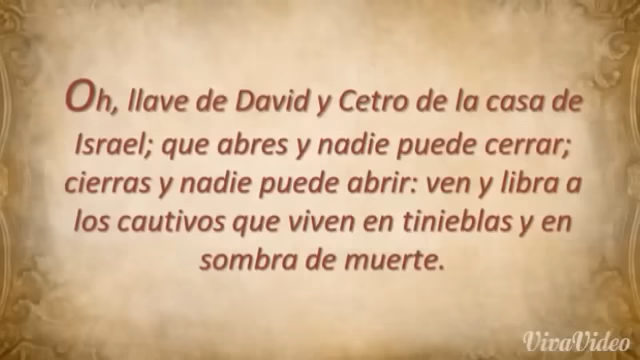 Oh, llave de David y Cetro de la casa de
Israel; que abres y nadie puede cerrar;
cierras y nadie puede abrir: ven y libra a
los cautivos que viven en tinieblas y en
sombra de muerte.
VivaVideo